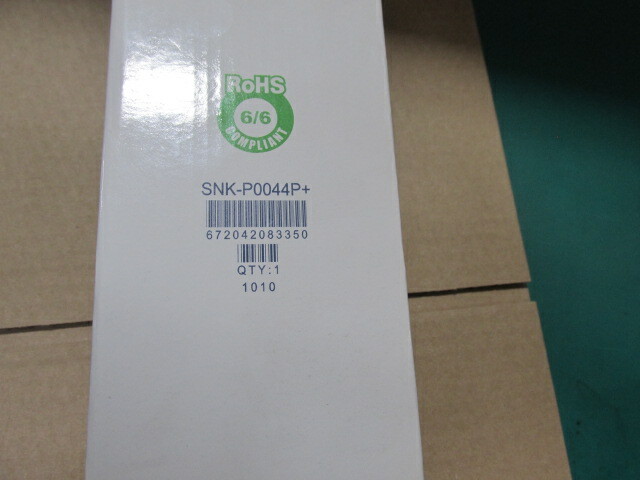 RoHS
6/6
COMPLIANT
SNK-P0044P+
672042083350
QTY:1
1010